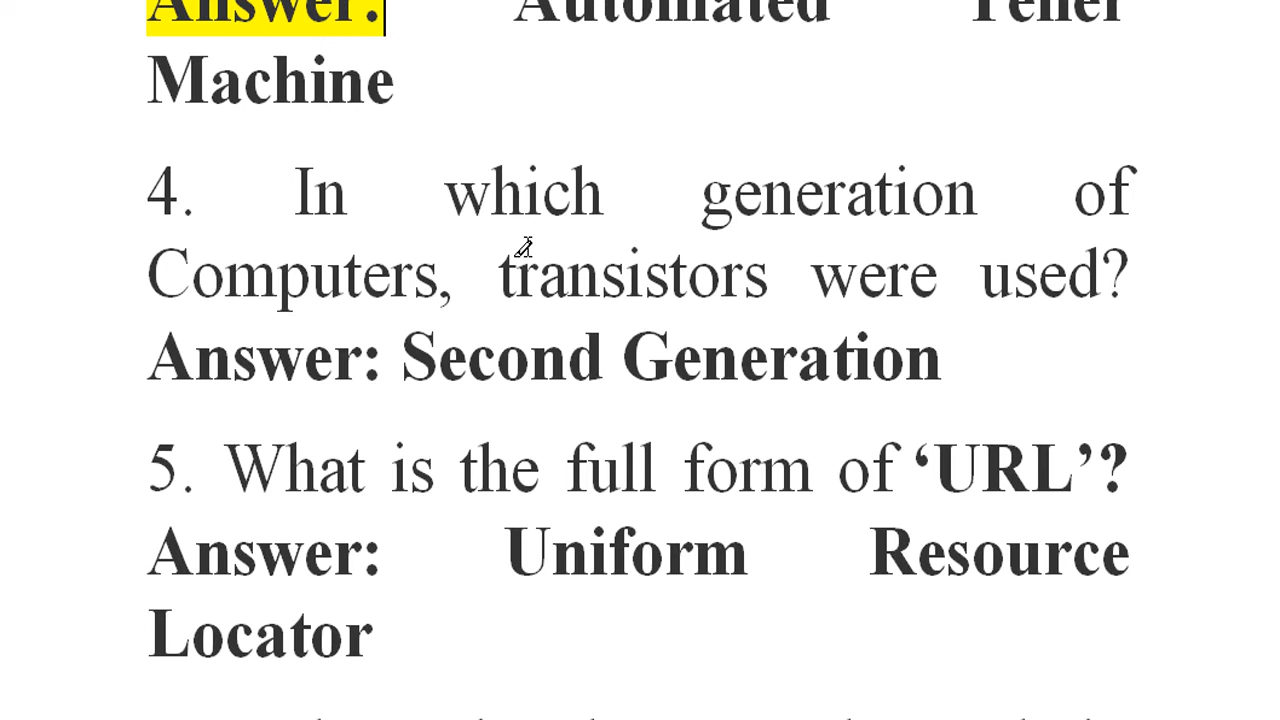 Answer: Automated Teller
Machine
4. In which generation of
Computers, transistors were used?
Answer: Second Generation
5. What is the full form of ‘URL’?
Answer: Uniform Resource
Locator